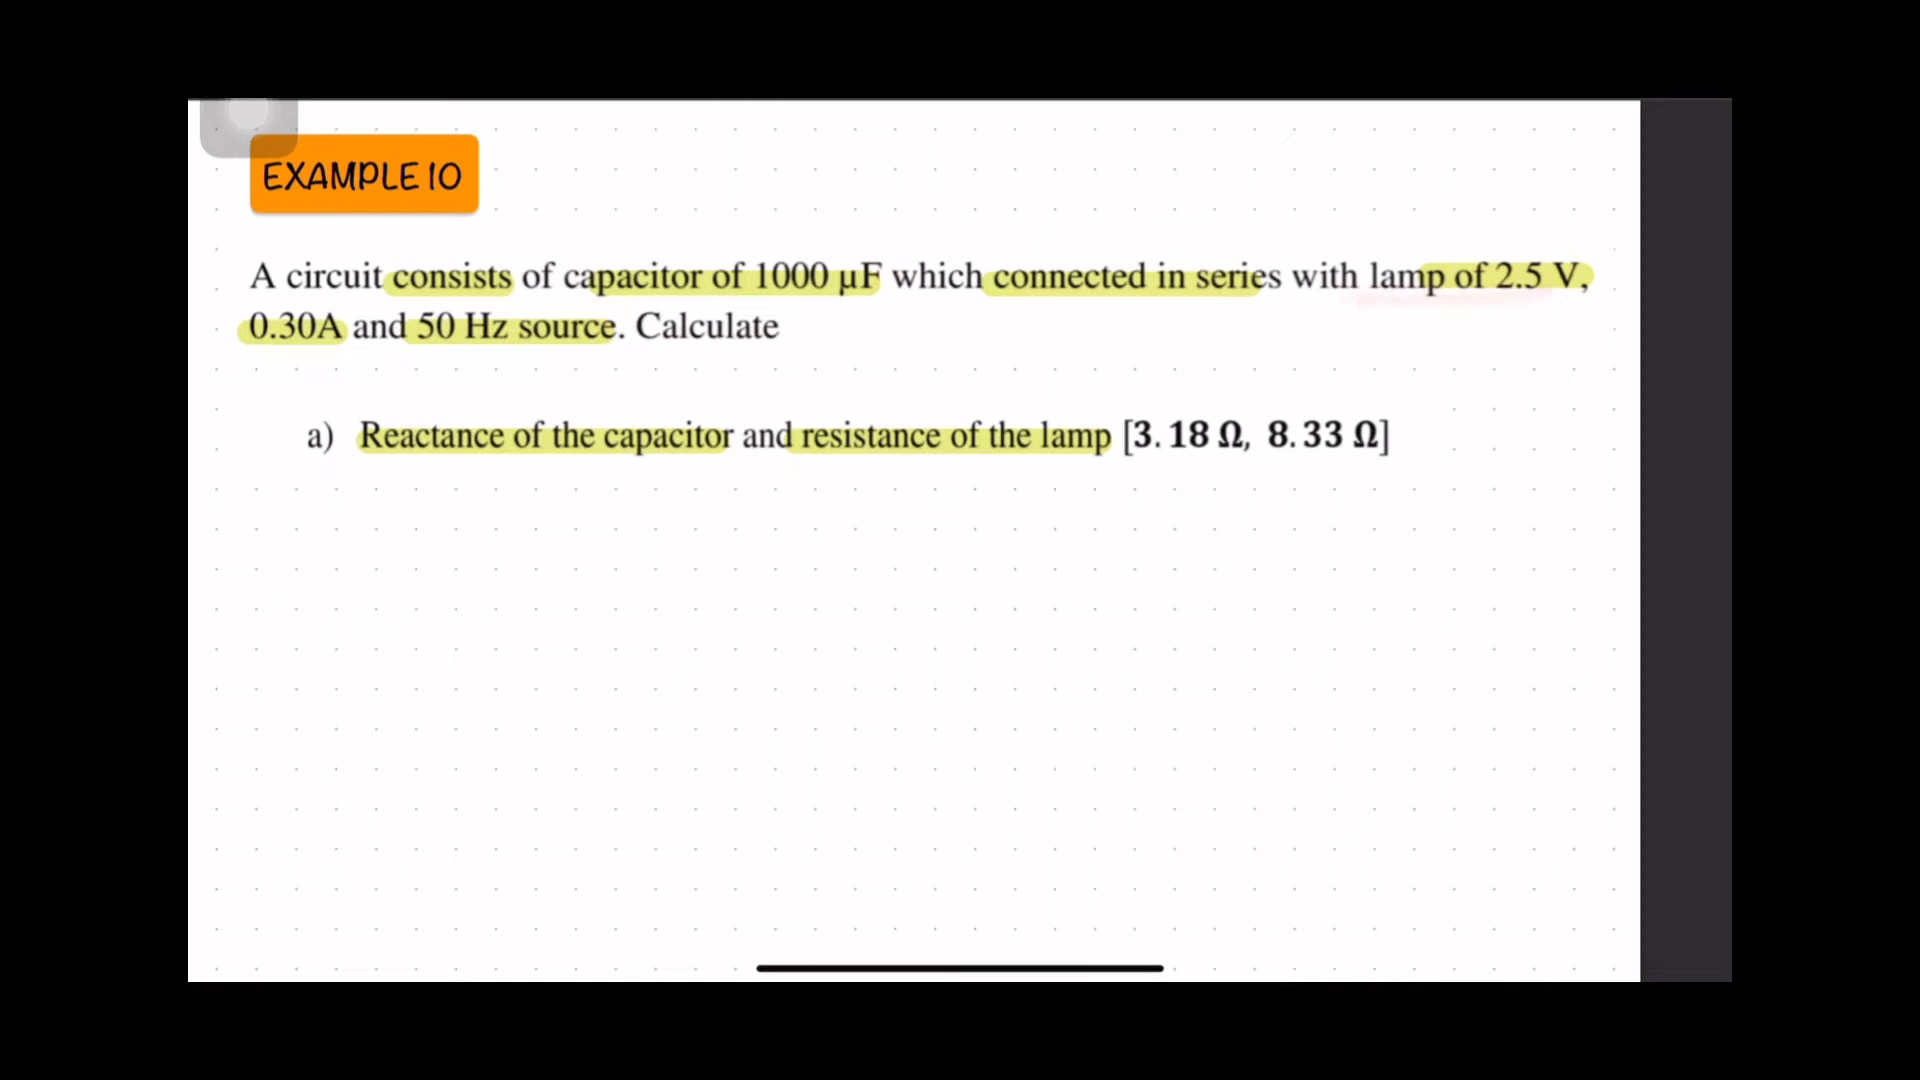 EXAMPLE 10
A circuit consists of capacitor of 1000 μF which connected in series with lamp of 2.5 V,
0.30A and 50 Hz source. Calculate
a) Reactance of the capacitor and resistance of the lamp [3.18 Ω, 8.33 Ω]